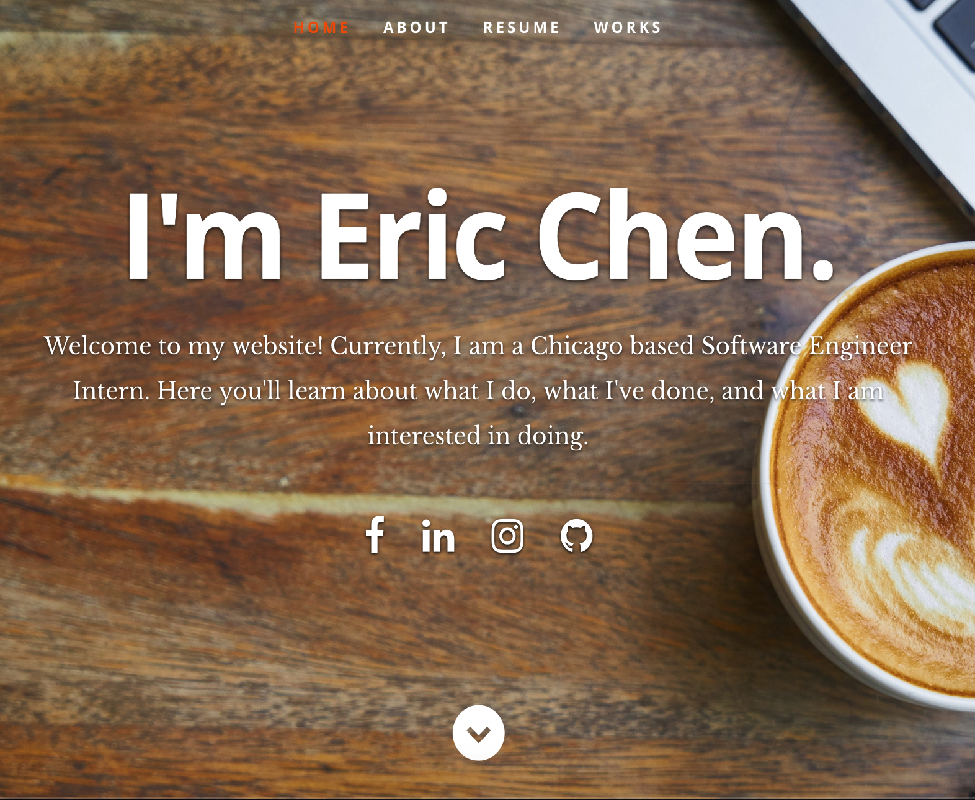 HOME ABOUT RESUME WORKS
I'm Eric Chen.
Welcome to my website! Currently, I am a Chicago based Software Engineer
Intern. Here you'll learn about what I do, what I've done, and what I am
interested in doing.